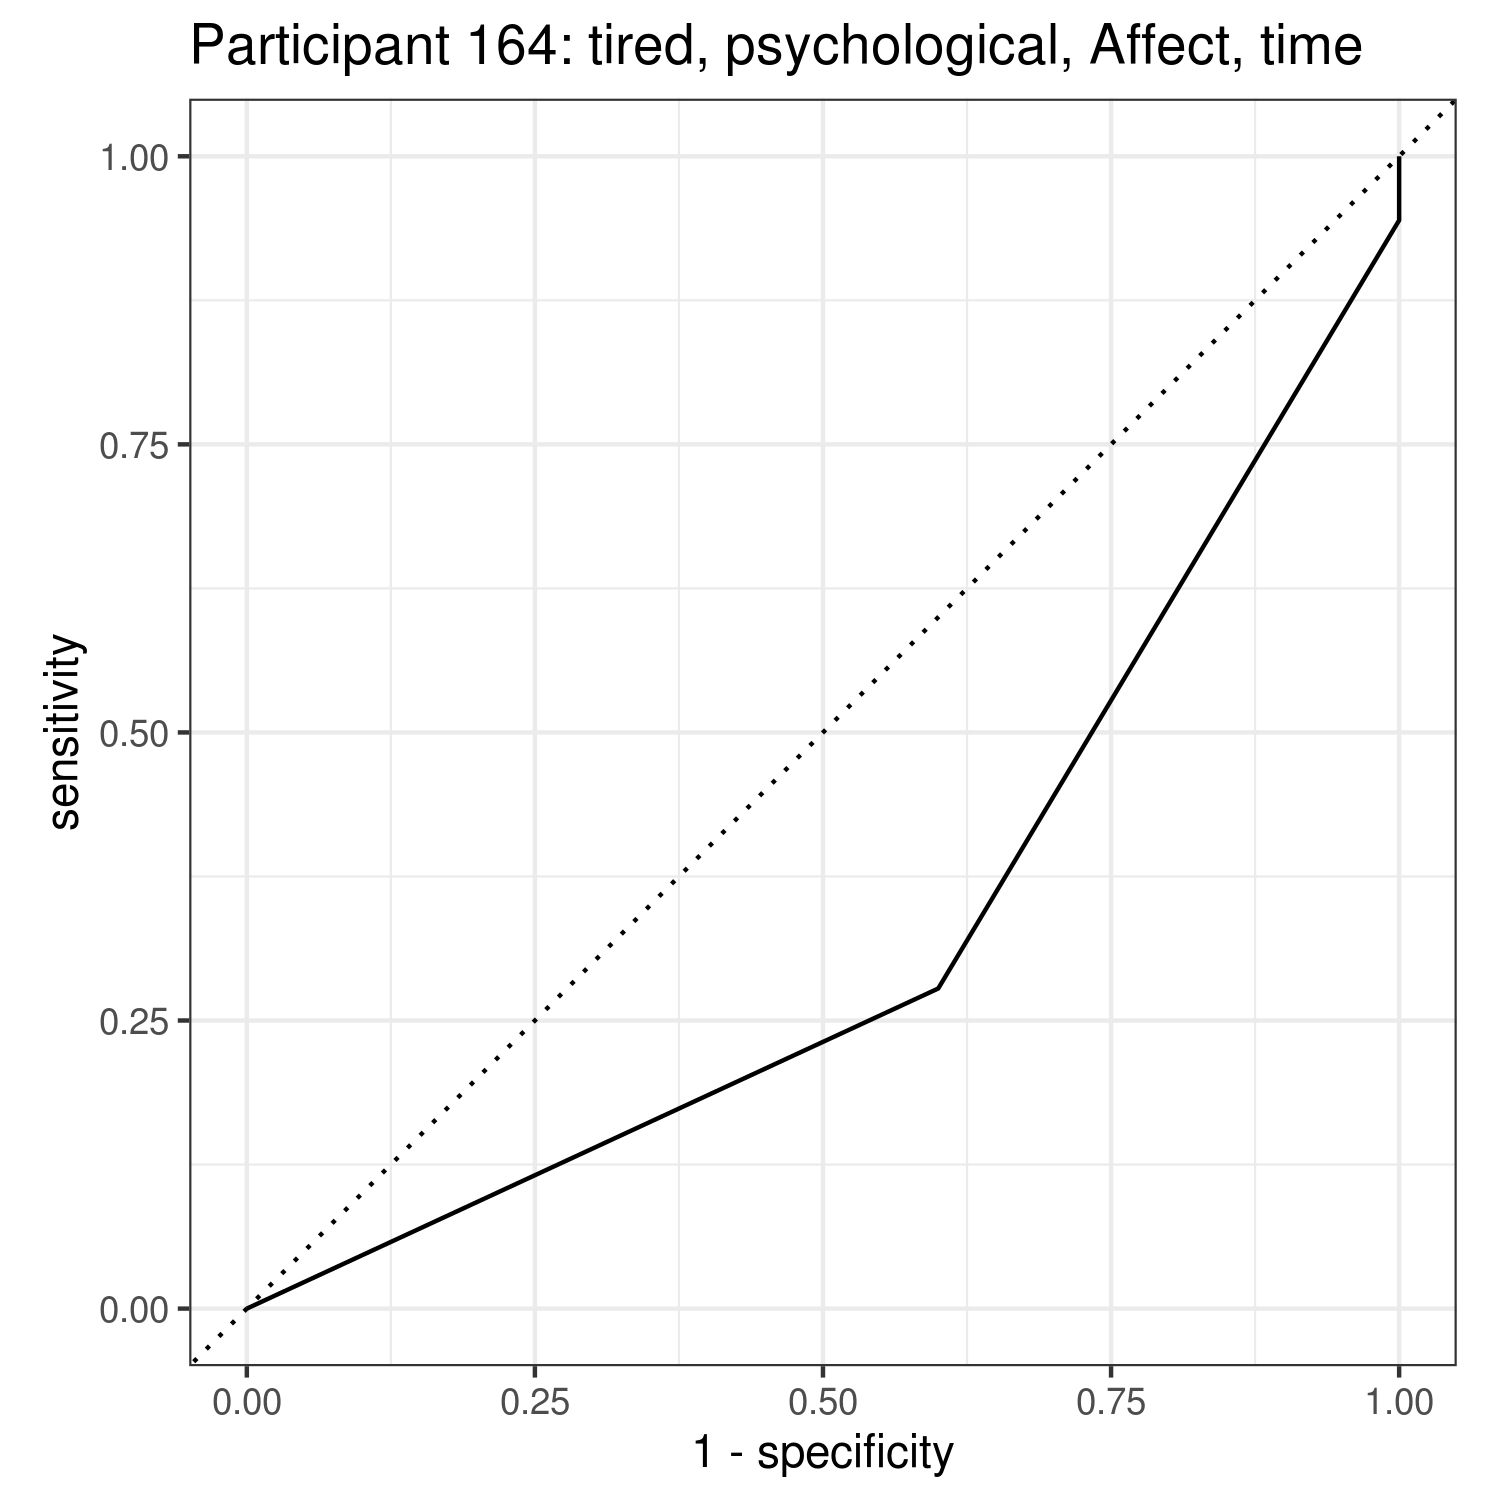 Participant 164: tired, psychological, Affect, time
1.00
0.75
0.50
0.25
0.00
sensitivity
0.00 0.25 0.50 0.75 1.00
1 - specificity